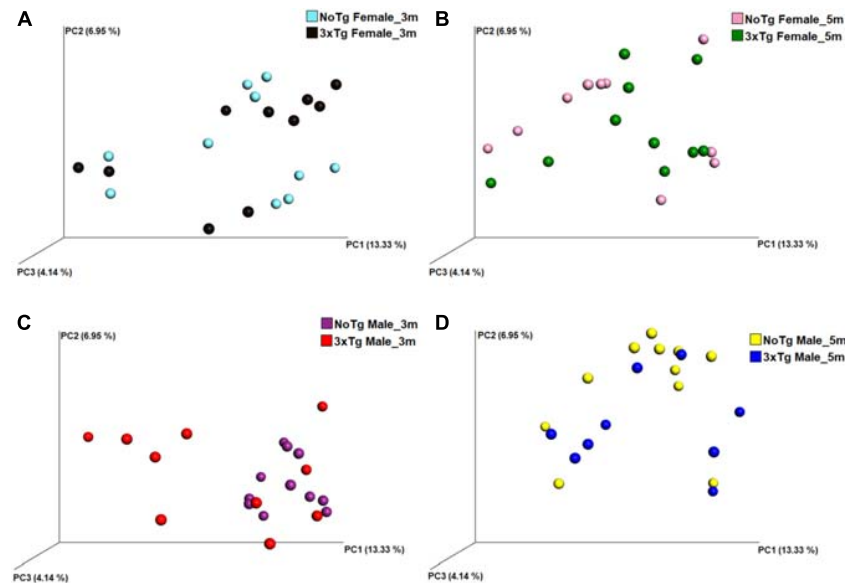 A
PC2 (6.95 %)
NoTg Female_3m
3xTg Female_3m
PC1 (13.33 %)
PC3 (4.14 %)
B
PC2 (6.95 %)
NoTg Female_5m
3xTg Female_5m
PC1 (13.33 %)
PC3 (4.14 %)
C
PC2 (6.95 %)
NoTg Male_3m
3xTg Male_3m
PC1 (13.33 %)
PC3 (4.14 %)
D
PC2 (6.95 %)
NoTg Male_5m
3xTg Male_5m
PC1 (13.33 %)
PC3 (4.14 %)